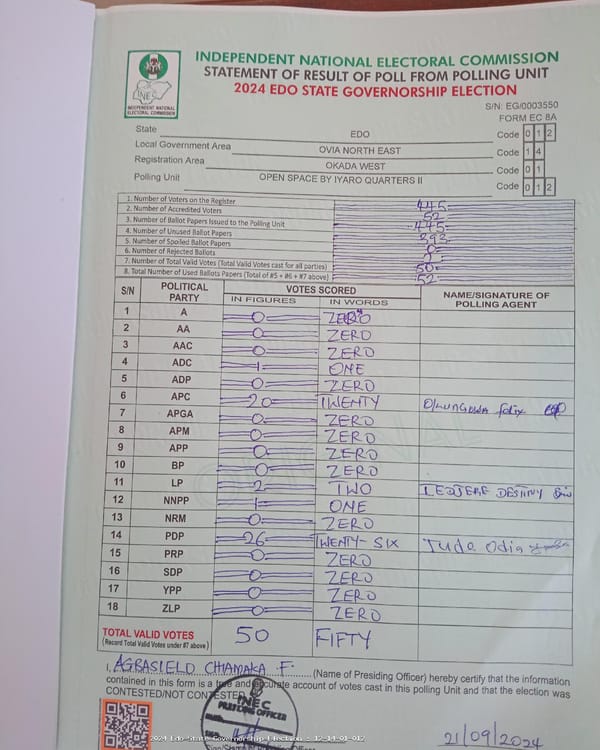 INDEPENDENT NATIONAL ELECTORAL COMMISSION
STATEMENT OF RESULT OF POLL FROM POLLING UNIT
2024 EDO STATE GOVERNORSHIP ELECTION
INEC
INDEPENDENT NATIONAL
ELECTORAL COMMISSION
S/N: EG/0003550
FORM EC 8A
State EDO Code 0 1 2
Local Government Area OVIA NORTH EAST Code 1 4
Registration Area OKADA WEST Code 0 1
Polling Unit OPEN SPACE BY IYARO QUARTERS II Code 0 1 2
1. Number of Voters on the Register 445
2. Number of Accredited Voters 52
3. Number of Ballot Papers Issued to the Polling Unit 445
4. Number of Unused Ballot Papers 393
5. Number of Spoiled Ballot Papers 0
6. Number of Rejected Ballots
7. Number of Total Valid Votes (Total Valid Votes cast for all parties) 50
8. Total Number of Used Ballots Papers (Total of #5 + #6 + #7 above) 52
S/N POLITICAL PARTY VOTES SCORED NAME/SIGNATURE OF POLLING AGENT
IN FIGURES IN WORDS
1 A 0 ZERO
2 AA 0 ZERO
3 AAC 0 ZERO
4 ADC 1 ONE
5 ADP 0 ZERO
6 APC 20 TWENTY
7 APGA 0 ZERO
8 APM 0 ZERO
9 APP 0 ZERO
10 BP 0 ZERO
11 LP 2 TWO DESTINY
12 NNPP 1 ONE
13 NRM 0 ZERO
14 PDP 26 TWENTY-SIX Jude Odia
15 PRP 0 ZERO
16 SDP 0 ZERO
17 YPP 0 ZERO
18 ZLP 0 ZERO
TOTAL VALID VOTES 50 FIFTY
(Record Total Valid Votes under #7 above)
I, AGBASIELO CHIAMAKA F. (Name of Presiding Officer) hereby certify that the information
contained in this form is a true and accurate account of votes cast in this polling Unit and that the election was
CONTESTED/NOT CONTESTED.
INEC
PRESIDING OFFICER
2024 Edo State Governorship Election : 12-14-01-012
21/09/2024